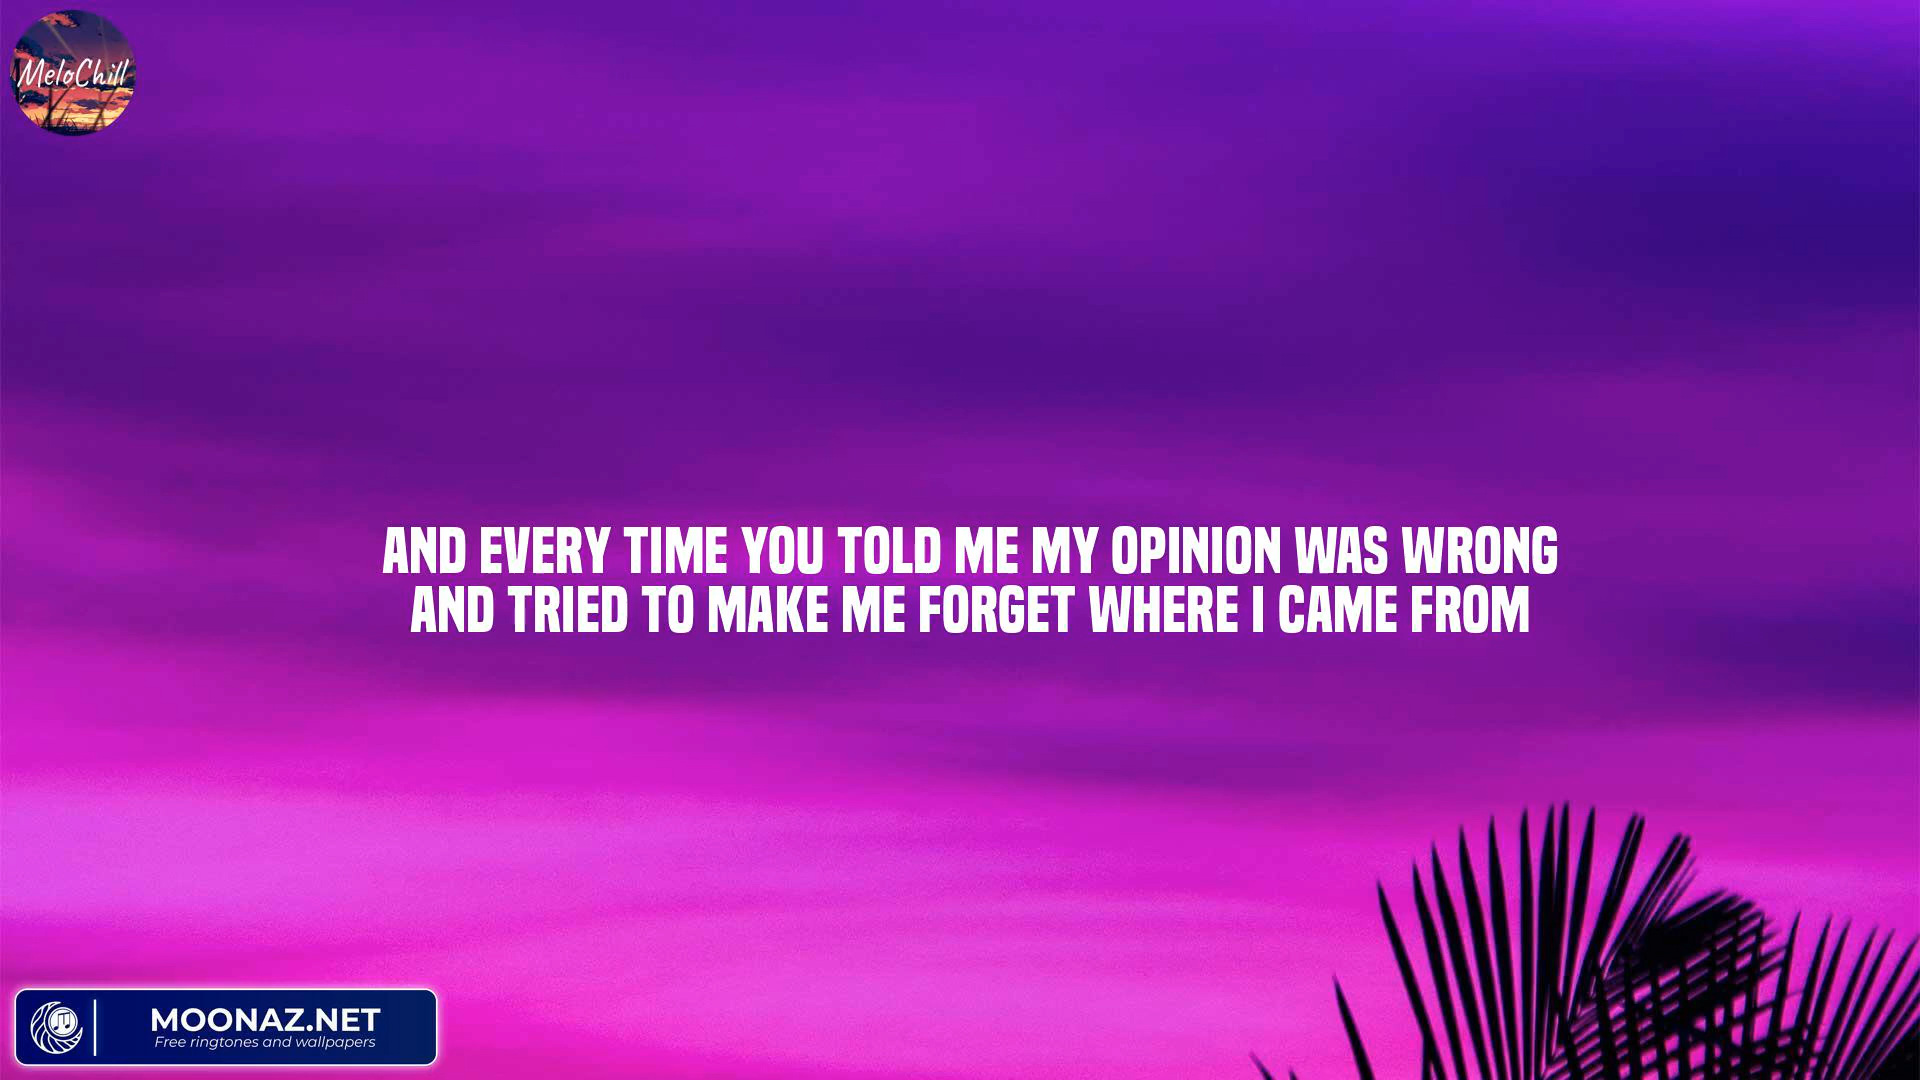 MeloChill
AND EVERY TIME YOU TOLD ME MY OPINION WAS WRONG
AND TRIED TO MAKE ME FORGET WHERE I CAME FROM
MOONAZ.NET
Free ringtones and wallpapers